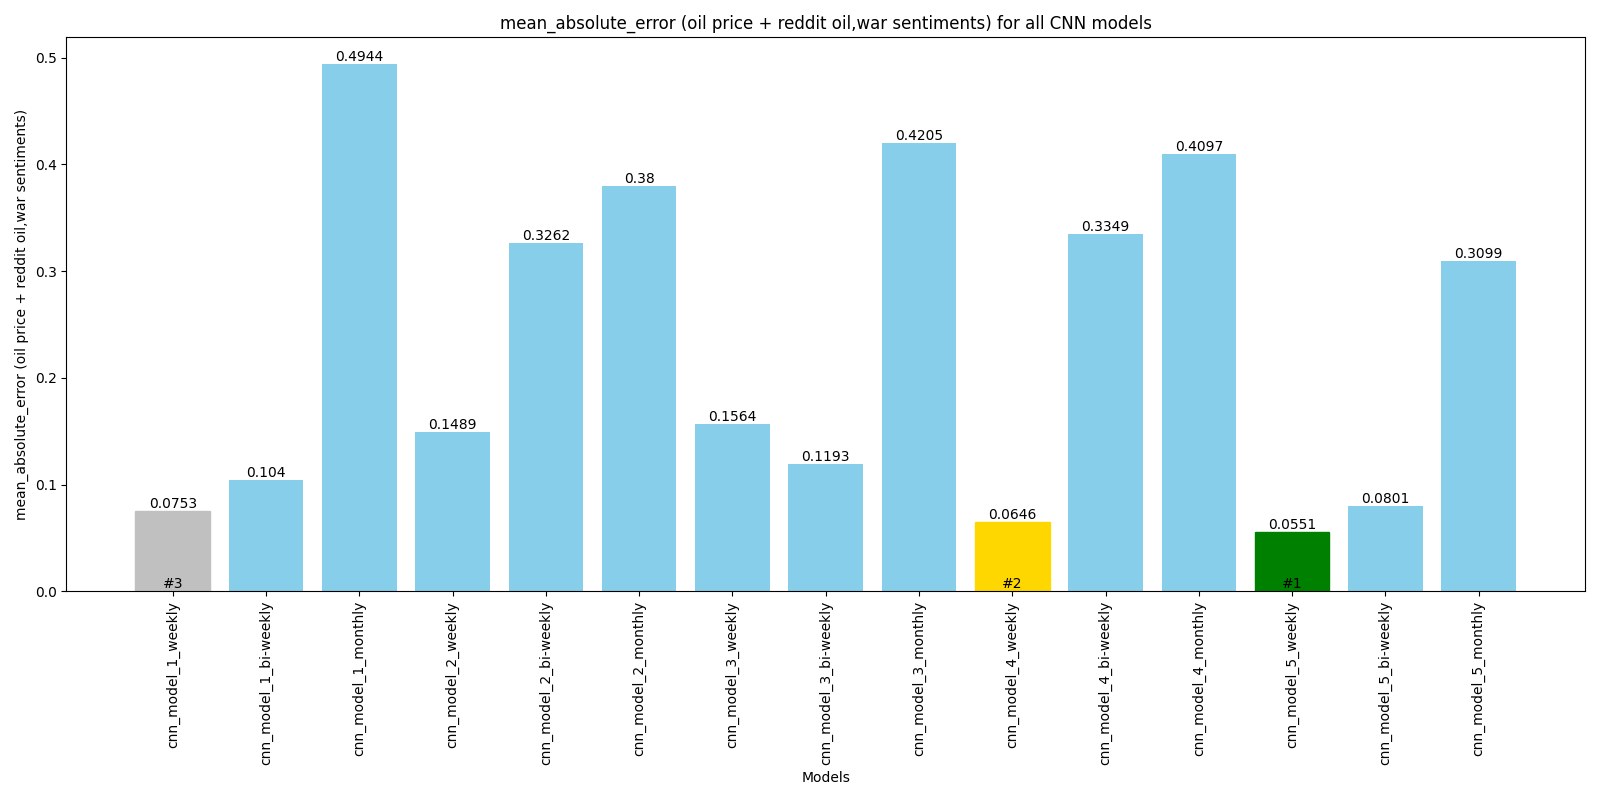 mean_absolute_error (oil price + reddit oil,war sentiments) for all CNN models
mean_absolute_error (oil price + reddit oil,war sentiments)
0.5
0.4
0.3
0.2
0.1
0.0
0.0753
0.104
0.4944
0.1489
0.3262
0.38
0.1564
0.1193
0.4205
0.0646
0.3349
0.4097
0.0551
0.0801
0.3099
#3
#2
#1
cnn_model_1_weekly
cnn_model_1_bi-weekly
cnn_model_1_monthly
cnn_model_2_weekly
cnn_model_2_bi-weekly
cnn_model_2_monthly
cnn_model_3_weekly
cnn_model_3_bi-weekly
cnn_model_3_monthly
cnn_model_4_weekly
cnn_model_4_bi-weekly
cnn_model_4_monthly
cnn_model_5_weekly
cnn_model_5_bi-weekly
cnn_model_5_monthly
Models